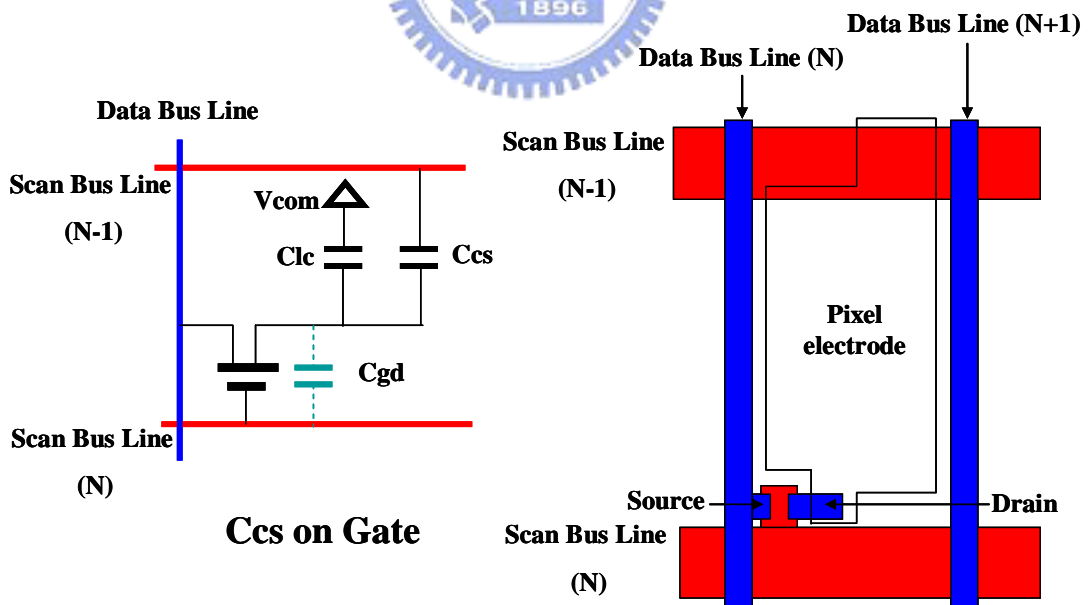 1896
Data Bus Line (N+1)
Data Bus Line (N)
Data Bus Line
Scan Bus Line
(N-1)
Vcom
Clc
Ccs
Cgd
Scan Bus Line
(N)
Ccs on Gate
Scan Bus Line
(N-1)
Pixel
electrode
Source
Drain
Scan Bus Line
(N)